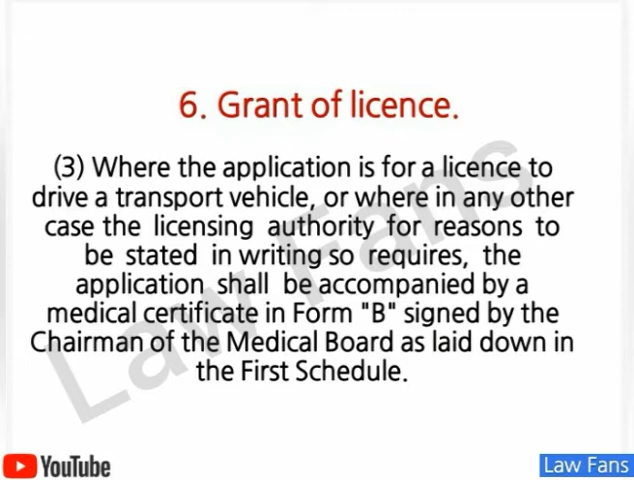 6. Grant of licence.
(3) Where the application is for a licence to
drive a transport vehicle, or where in any other
case the licensing authority for reasons to
be stated in writing so requires, the
application shall be accompanied by a
medical certificate in Form "B" signed by the
Chairman of the Medical Board as laid down in
the First Schedule.
Law Fans
YouTube
Law Fans